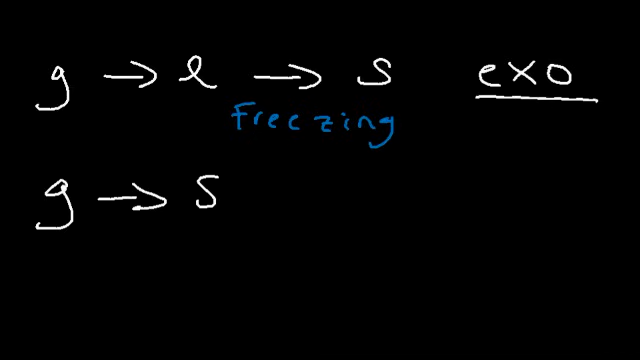 g → l → s exo
Freezing
g → s